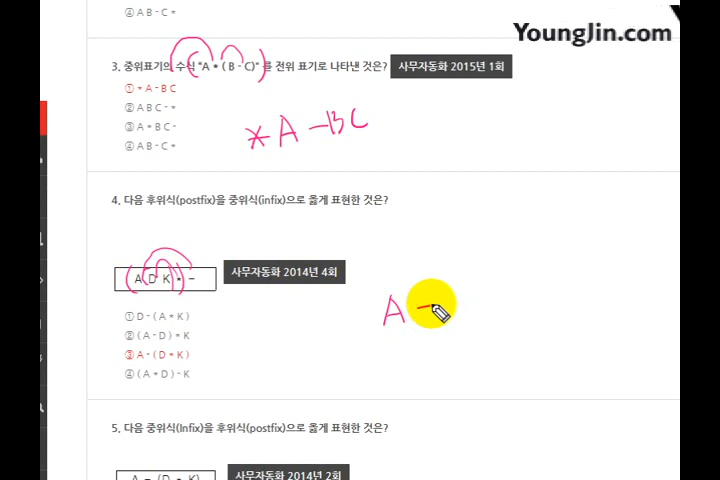 ④ A B - C *
YoungJin.com
3. 중위표기의 수식 "A * ( B - C)" 를 전위 표기로 나타낸 것은? 사무자동화 2015년 1회
① * A - B C
② A B C - *
③ A * B C -
④ A B - C *
* A - B C
4. 다음 후위식(postfix)을 중위식(infix)으로 옳게 표현한 것은?
A D K * - 사무자동화 2014년 4회
① D - ( A * K )
② ( A - D ) * K
③ A - ( D * K )
④ ( A * D ) - K
A -
5. 다음 중위식(Infix)을 후위식(postfix)으로 옳게 표현한 것은?
A - (D * K) 사무자동화 2014년 2회